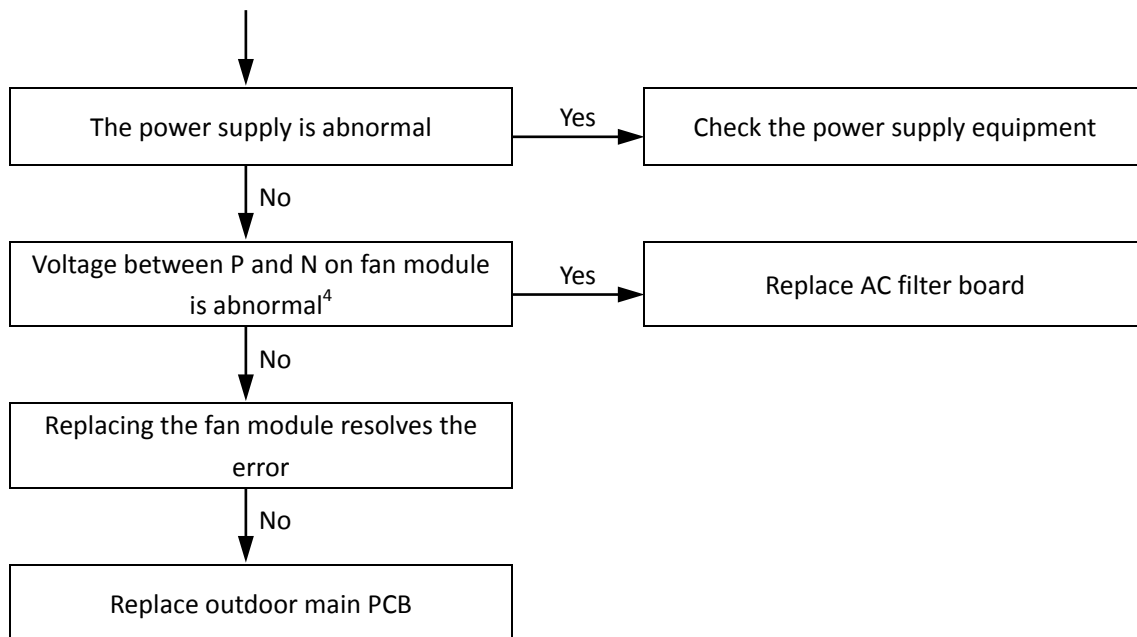 The power supply is abnormal
Yes
Check the power supply equipment
No
Voltage between P and N on fan module
is abnormal4
Yes
Replace AC filter board
No
Replacing the fan module resolves the
error
No
Replace outdoor main PCB